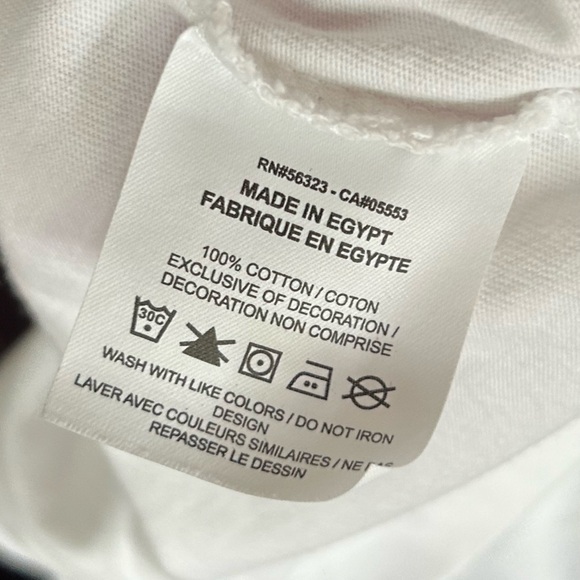 RN#56323 - CA#05553
MADE IN EGYPT
FABRIQUE EN EGYPTE
100% COTTON / COTON
EXCLUSIVE OF DECORATION /
DECORATION NON COMPRISE
30C
WASH WITH LIKE COLORS / DO NOT IRON
DESIGN
LAVER AVEC COULEURS SIMILAIRES / NE
REPASSER LE DESSIN